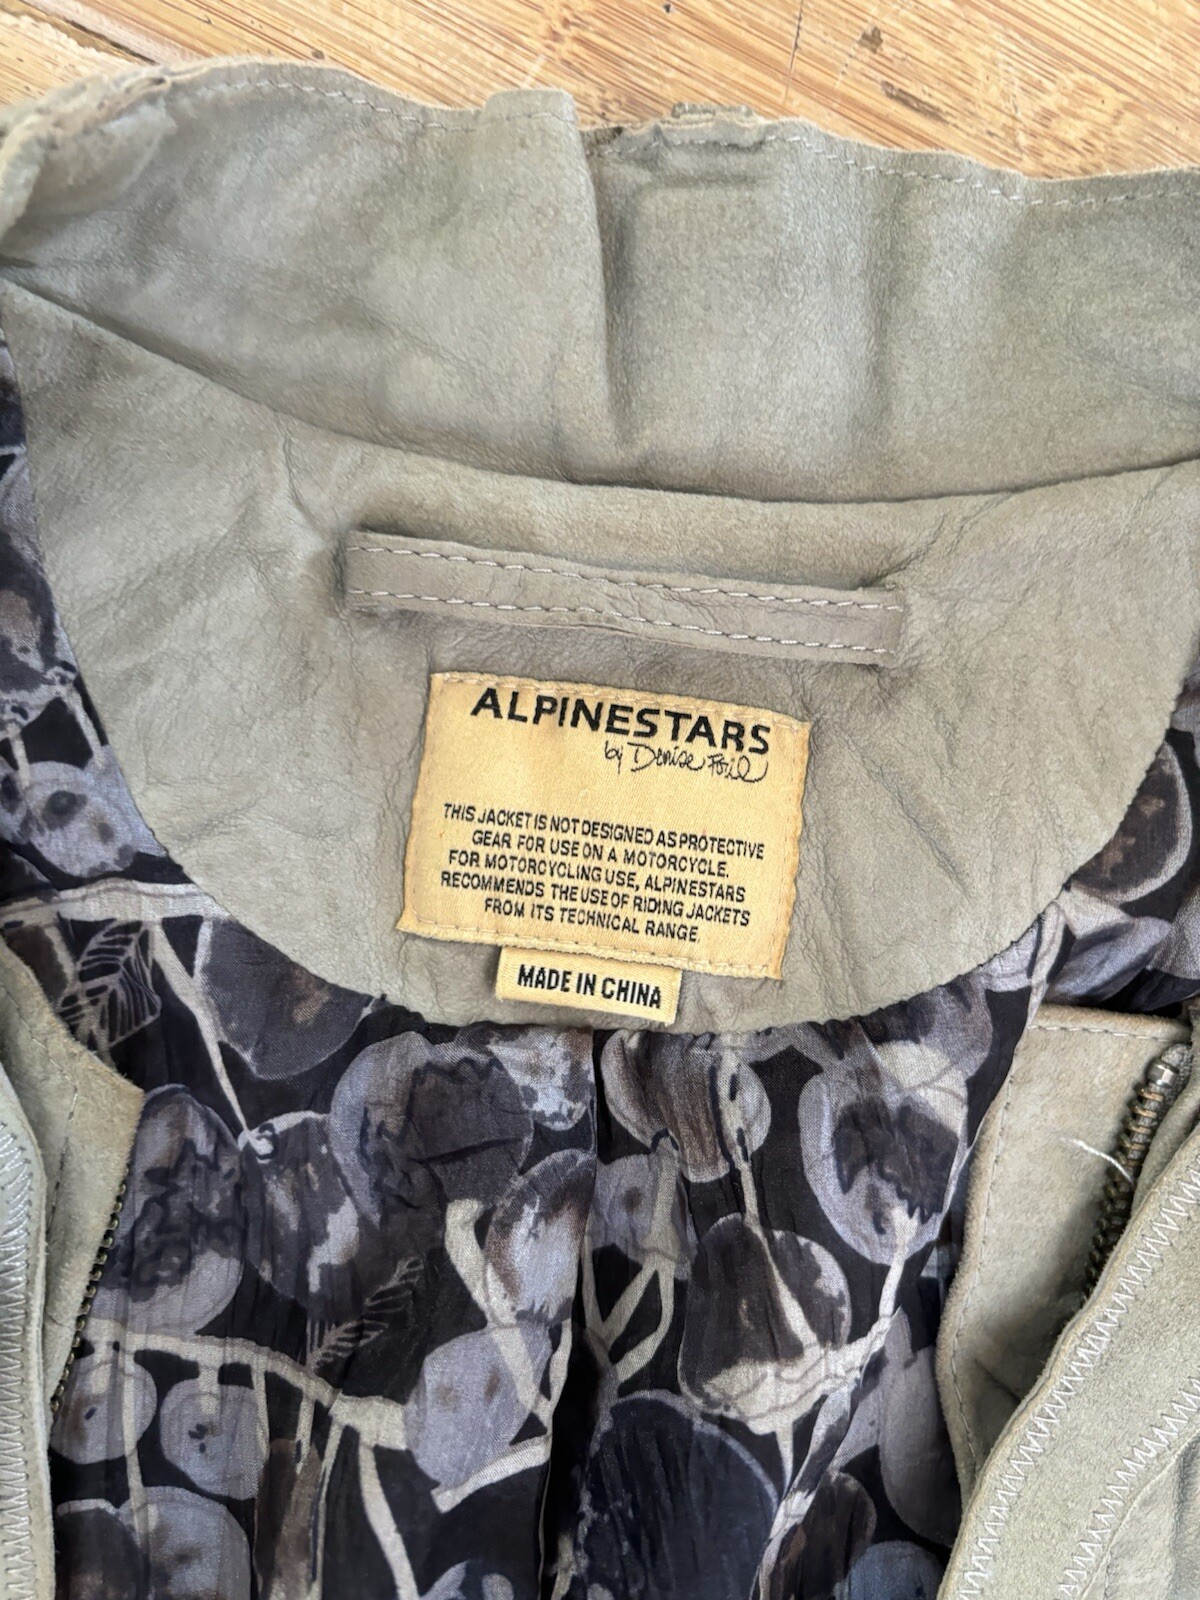 ALPINESTARS
by Denise Focil
THIS JACKET IS NOT DESIGNED AS PROTECTIVE
GEAR FOR USE ON A MOTORCYCLE.
FOR MOTORCYCLING USE, ALPINESTARS
RECOMMENDS THE USE OF RIDING JACKETS
FROM ITS TECHNICAL RANGE.
MADE IN CHINA